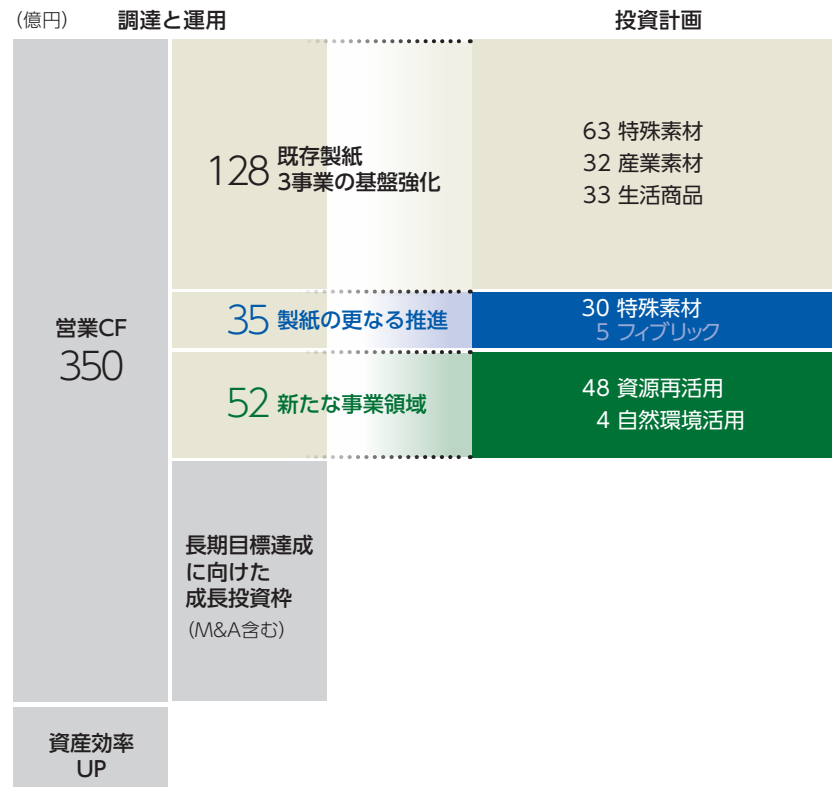 (億円)
調達と運用
投資計画
営業CF
350
128 既存製紙
3事業の基盤強化
63 特殊素材
32 産業素材
33 生活商品
35 製紙の更なる推進
30 特殊素材
5 フィブリック
52 新たな事業領域
48 資源再活用
4 自然環境活用
長期目標達成
に向けた
成長投資枠
(M&A含む)
資産効率
UP